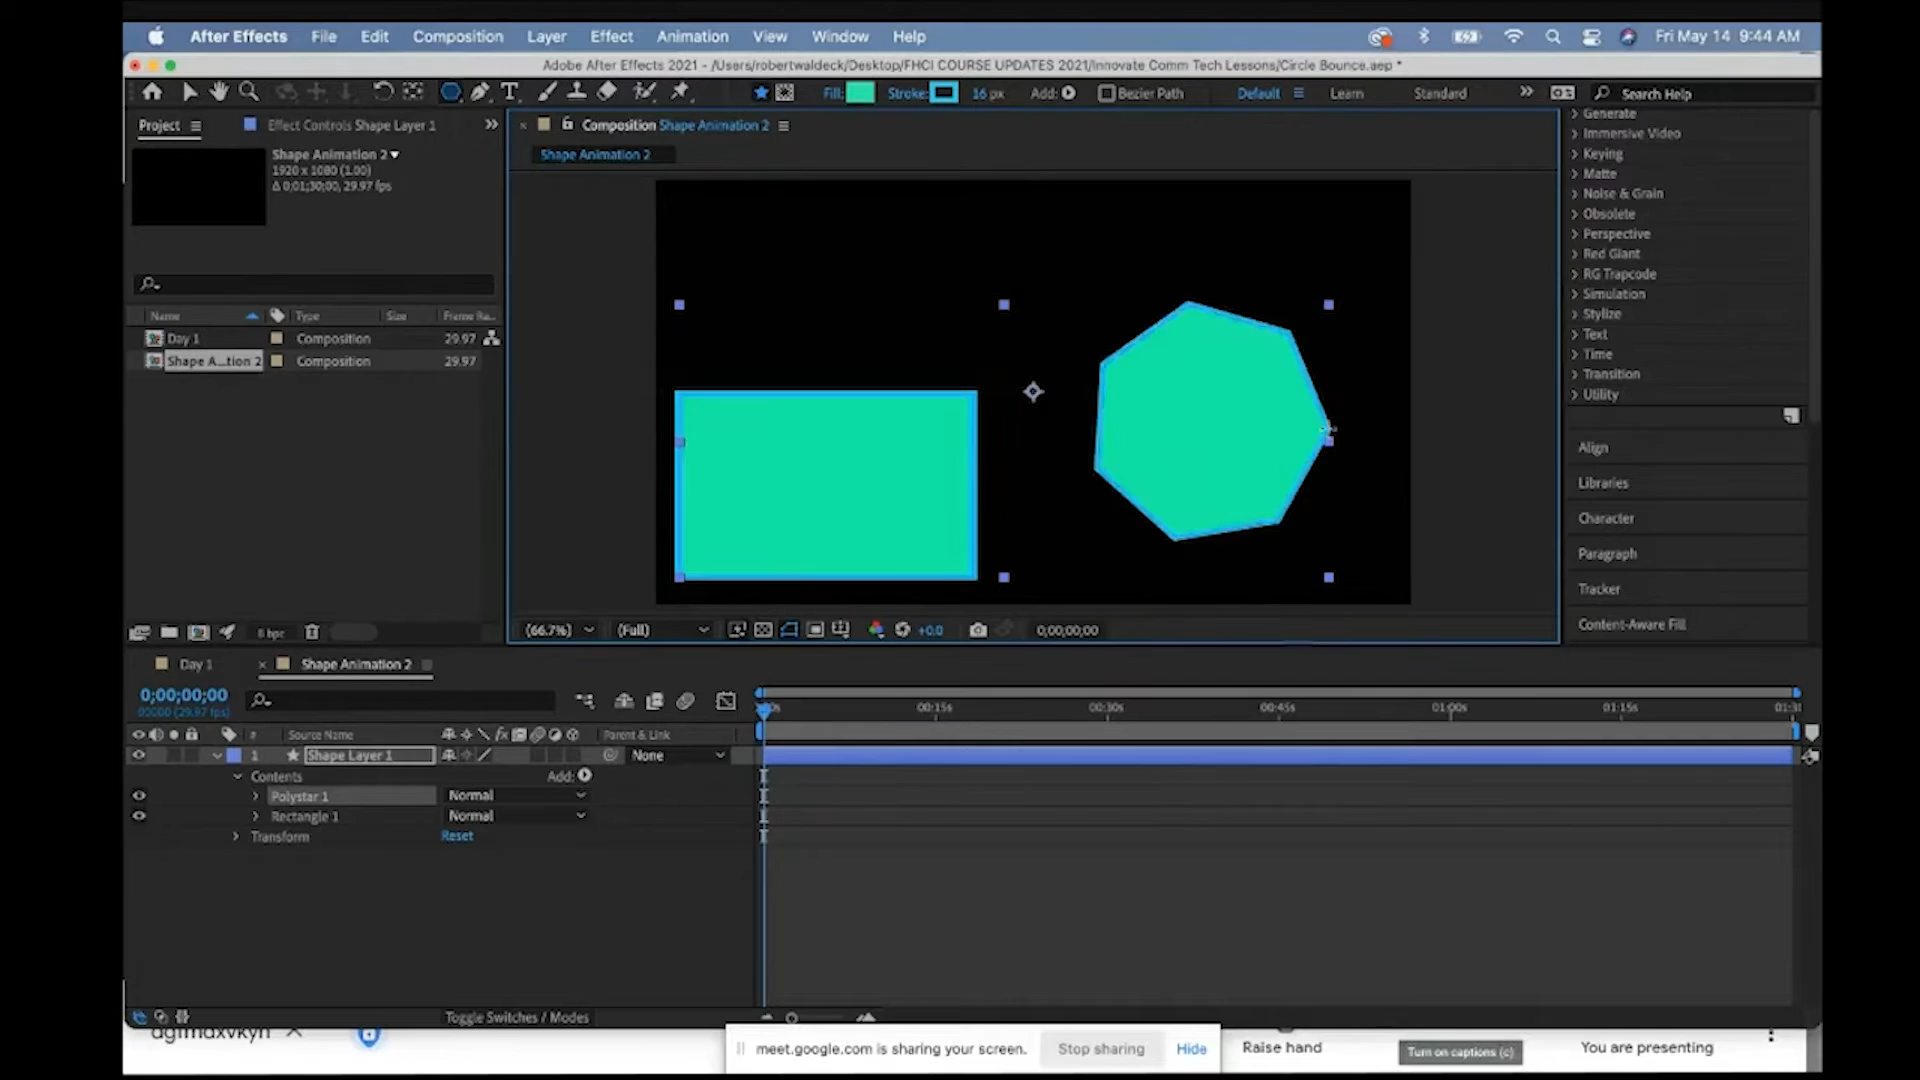 After Effects File Edit Composition Layer Effect Animation View Window Help Fri May 14 9:44 AM
Adobe After Effects 2021 - /Users/robertwaldeck/Desktop/FHCI COURSE UPDATES 2021/Innovate Comm Tech Lessons/Circle Bounce.aep *
T Fill: Stroke: 16 px Add: Bezier Path Default Learn Standard >> Search Help
Project Effect Controls Shape Layer 1 >>
Composition Shape Animation 2
Shape Animation 2
1920 x 1080 (1.00)
Δ 0;01;30;00, 29.97 fps
Shape Animation 2
Name Type Size Frame Ra...
Day 1 Composition 29.97
Shape A...tion 2 Composition 29.97
8 bpc
(66.7%) (Full) +0.0 0;00;00;00
Generate
Immersive Video
Keying
Matte
Noise & Grain
Obsolete
Perspective
Red Giant
RG Trapcode
Simulation
Stylize
Text
Time
Transition
Utility
Align
Libraries
Character
Paragraph
Tracker
Content-Aware Fill
Day 1 × Shape Animation 2
0;00;00;00
00000 (29.97 fps)
00:15s 00:30s 00:45s 01:00s 01:15s
# Source Name fx Parent & Link
1 Shape Layer 1 None
Contents Add:
Polystar 1 Normal
Rectangle 1 Normal
Transform Reset
Toggle Switches / Modes
meet.google.com is sharing your screen. Stop sharing Hide Raise hand Turn on captions (c) You are presenting